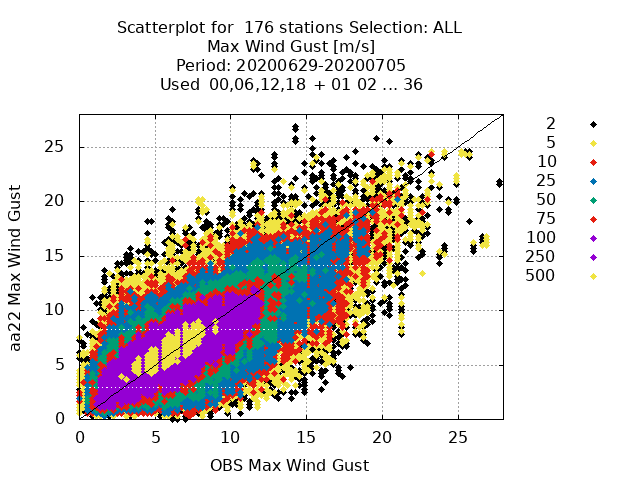 Scatterplot for  176 stations Selection: ALL
Max Wind Gust [m/s]
Period: 20200629-20200705
Used  00,06,12,18 + 01 02 ... 36
aa22 Max Wind Gust
25
20
15
10
5
0
0 5 10 15 20 25
OBS Max Wind Gust
2
5
10
25
50
75
100
250
500